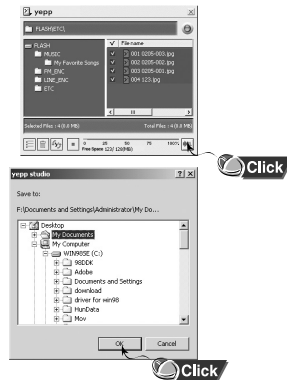 yepp
FLASH\ETC\
FLASH
MUSIC
My Favorite Songs
FM_ENC
LINE_ENC
ETC
File name
001 0205-003.jpg
002 0205-002.jpg
003 0205-001.jpg
004 123.jpg
Selected Files : 4 (0.0 MB)
Total Files : 4 (0.0 MB)
0 25 50 75 100%
Free Space 123/ 128(MB)
Click
yepp studio
Save to:
F:\Documents and Settings\Administrator\My Do...
Desktop
My Documents
My Computer
WIN98SE (C:)
98DDK
Adobe
Documents and Settings
download
driver for win98
HunData
Mov
OK
Cancel
Click